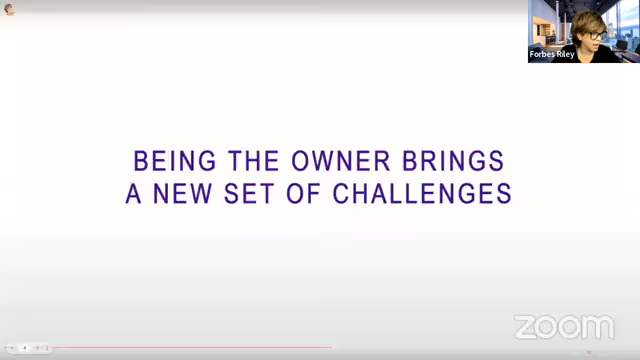 Forbes Riley
BEING THE OWNER BRINGS
A NEW SET OF CHALLENGES
zoom